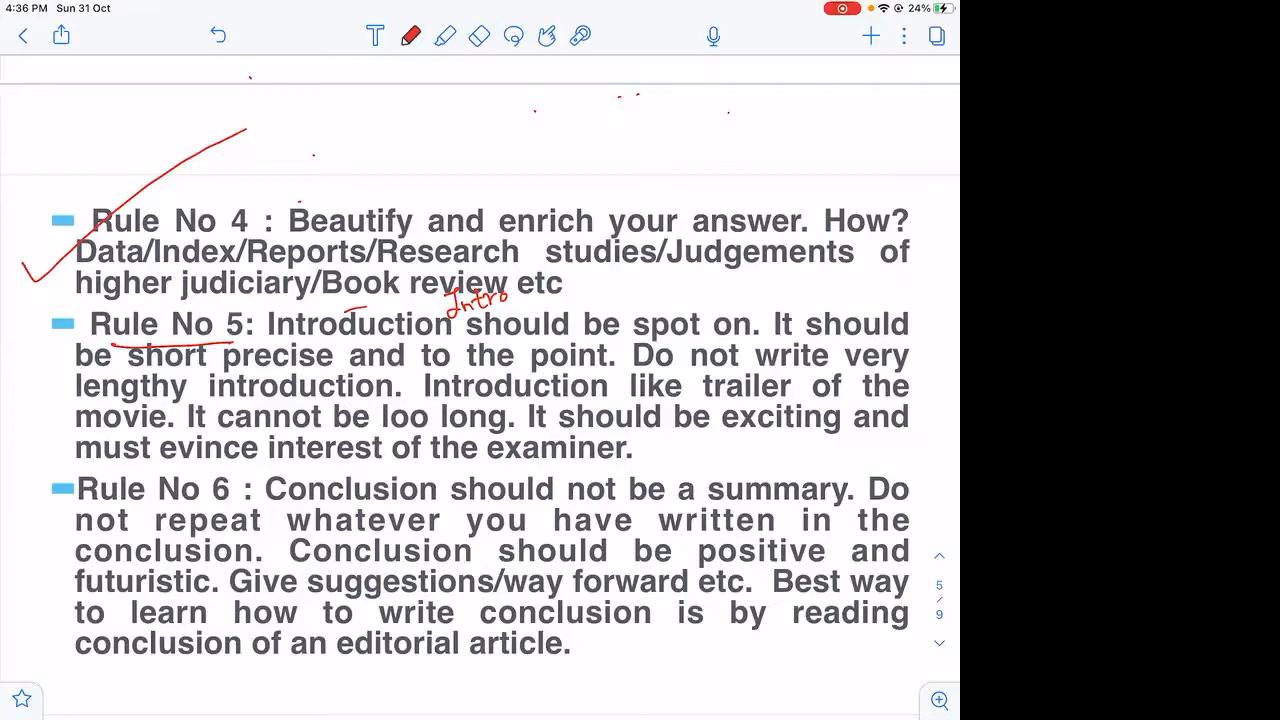 4:36 PM Sun 31 Oct
24%
Rule No 4 : Beautify and enrich your answer. How?
Data/Index/Reports/Research studies/Judgements of
higher judiciary/Book review etc
Intro
Rule No 5: Introduction should be spot on. It should
be short precise and to the point. Do not write very
lengthy introduction. Introduction like trailer of the
movie. It cannot be loo long. It should be exciting and
must evince interest of the examiner.
Rule No 6 : Conclusion should not be a summary. Do
not repeat whatever you have written in the
conclusion. Conclusion should be positive and
futuristic. Give suggestions/way forward etc. Best way
to learn how to write conclusion is by reading
conclusion of an editorial article.
5
/
9